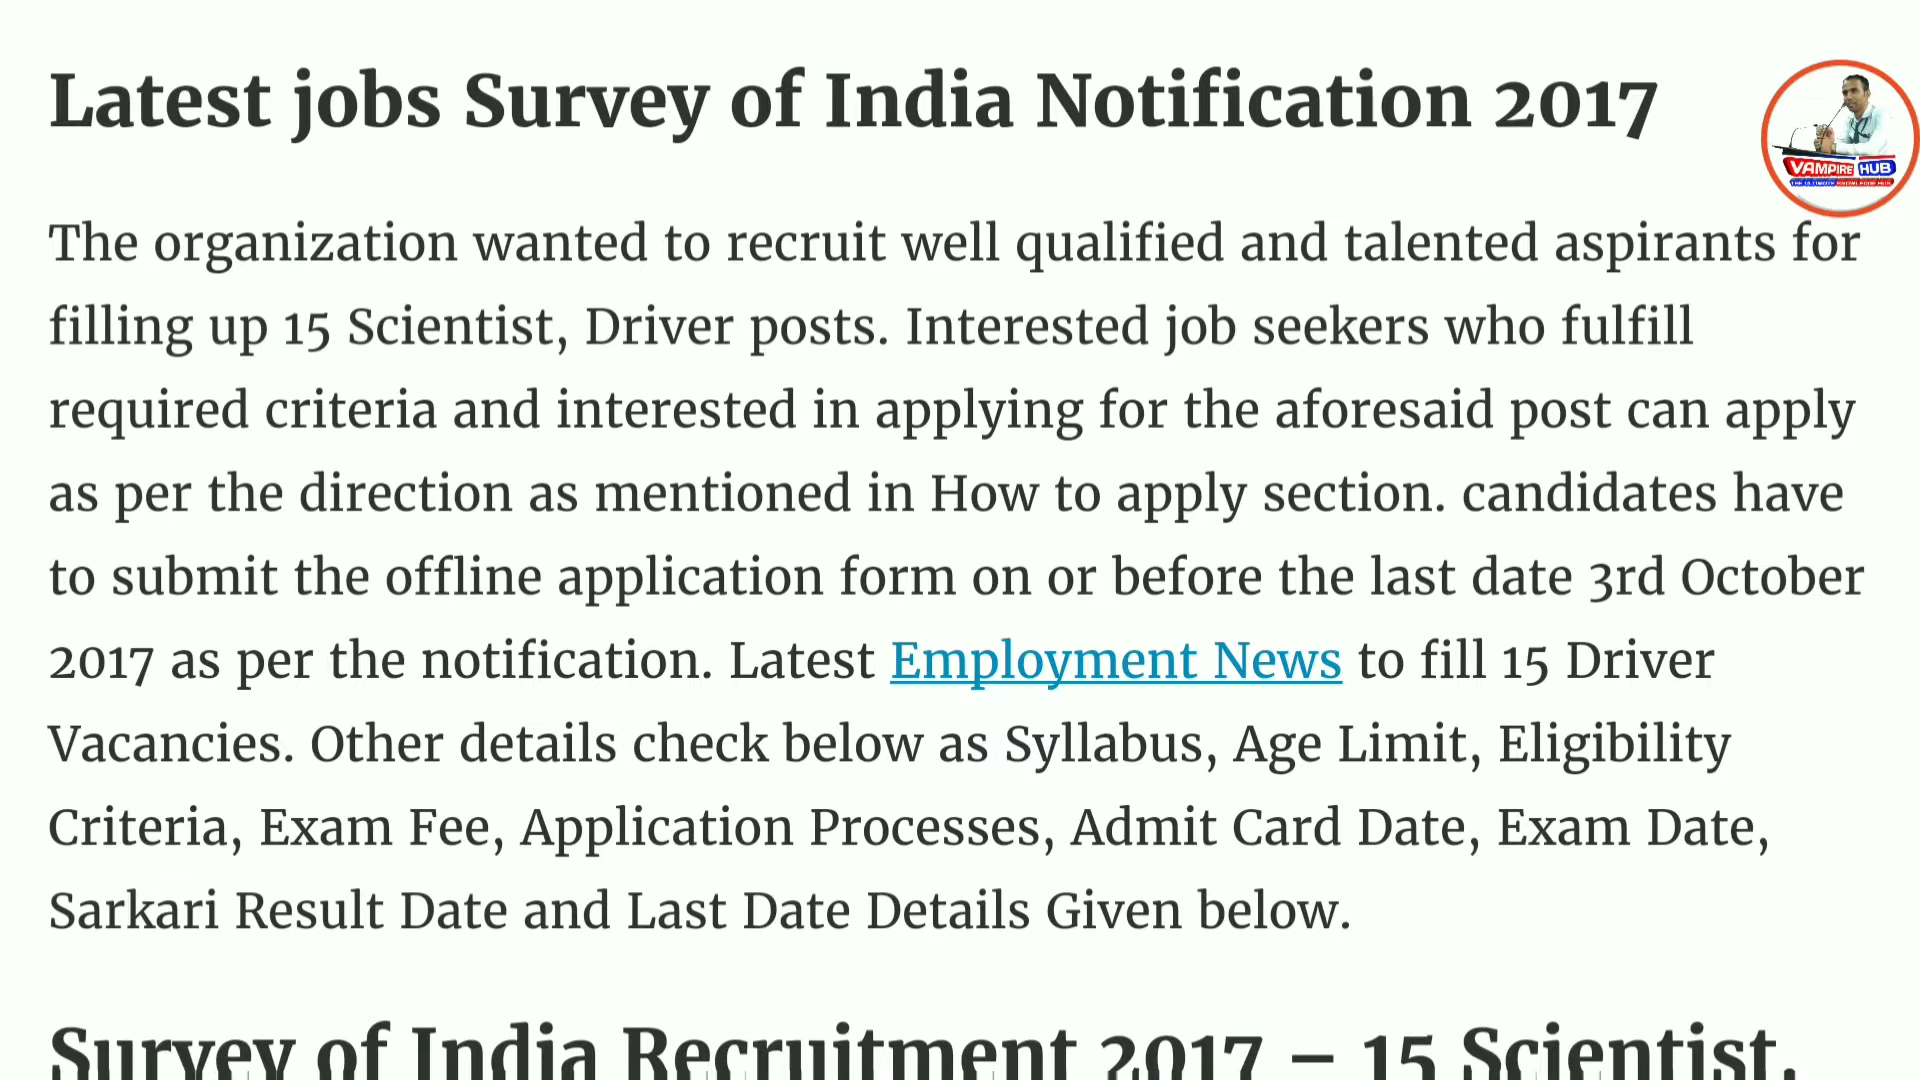 Latest jobs Survey of India Notification 2017
VAMPIRE HUB
THE ULTIMATE KNOWLEDGE HUB
The organization wanted to recruit well qualified and talented aspirants for
filling up 15 Scientist, Driver posts. Interested job seekers who fulfill
required criteria and interested in applying for the aforesaid post can apply
as per the direction as mentioned in How to apply section. candidates have
to submit the offline application form on or before the last date 3rd October
2017 as per the notification. Latest Employment News to fill 15 Driver
Vacancies. Other details check below as Syllabus, Age Limit, Eligibility
Criteria, Exam Fee, Application Processes, Admit Card Date, Exam Date,
Sarkari Result Date and Last Date Details Given below.
Survey of India Recruitment 2017 – 15 Scientist,